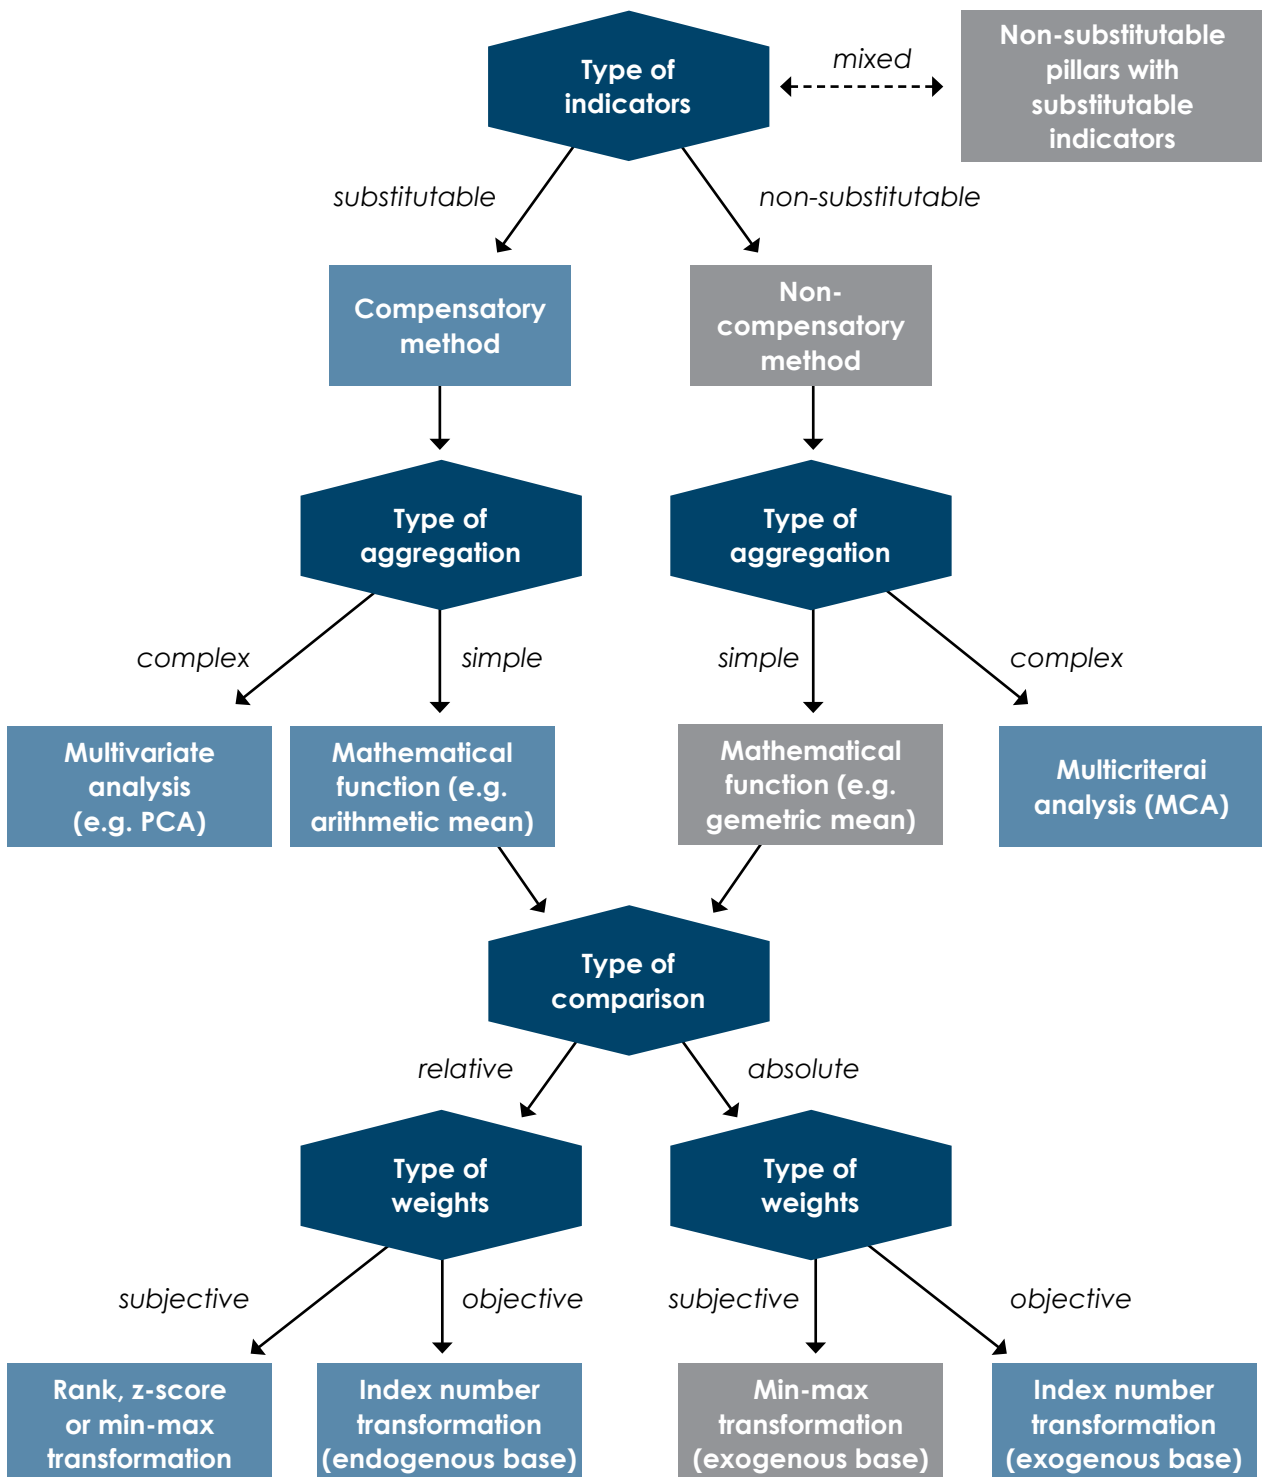 Type of
indicators
mixed
Non-substitutable
pillars with
substitutable
indicators
substitutable
non-substitutable
Compensatory
method
Non-
compensatory
method
Type of
aggregation
Type of
aggregation
complex
simple
simple
complex
Multivariate
analysis
(e.g. PCA)
Mathematical
function (e.g.
arithmetic mean)
Mathematical
function (e.g.
gemetric mean)
Multicriterai
analysis (MCA)
Type of
comparison
relative
absolute
Type of
weights
Type of
weights
subjective
objective
subjective
objective
Rank, z-score
or min-max
transformation
Index number
transformation
(endogenous base)
Min-max
transformation
(exogenous base)
Index number
transformation
(exogenous base)